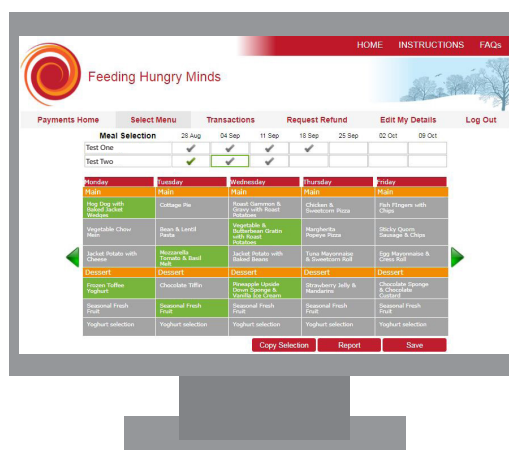 HOME INSTRUCTIONS FAQs
Feeding Hungry Minds
Payments Home Select Menu Transactions Request Refund Edit My Details Log Out
Meal Selection 28 Aug 04 Sep 11 Sep 18 Sep 25 Sep 02 Oct 09 Oct
Test One
Test Two
Monday Tuesday Wednesday Thursday Friday
Main Main Main Main Main
Hog Dog with
Baked Jacket
Wedges
Cottage Pie
Roast Gammon &
Gravy with Roast
Potatoes
Chicken &
Sweetcorn Pizza
Fish Fingers with
Chips
Vegetable Chow
Mein
Bean & Lentil
Pasta
Vegetable &
Butterbean Gratin
with Roast
Potatoes
Margherita
Popeye Pizza
Sticky Quorn
Sausage & Chips
Jacket Potato with
Cheese
Mozzarella
Tomato & Basil
Melt
Jacket Potato with
Baked Beans
Tuna Mayonnaise
& Sweetcorn Roll
Egg Mayonnaise &
Cress Roll
Dessert Dessert Dessert Dessert Dessert
Frozen Toffee
Yoghurt
Chocolate Tiffin
Pineapple Upside
Down Sponge &
Vanilla Ice Cream
Strawberry Jelly &
Mandarins
Chocolate Sponge
& Chocolate
Custard
Seasonal Fresh
Fruit
Seasonal Fresh
Fruit
Seasonal Fresh
Fruit
Seasonal Fresh
Fruit
Seasonal Fresh
Fruit
Yoghurt selection Yoghurt selection Yoghurt selection Yoghurt selection Yoghurt selection
Copy Selection Report Save